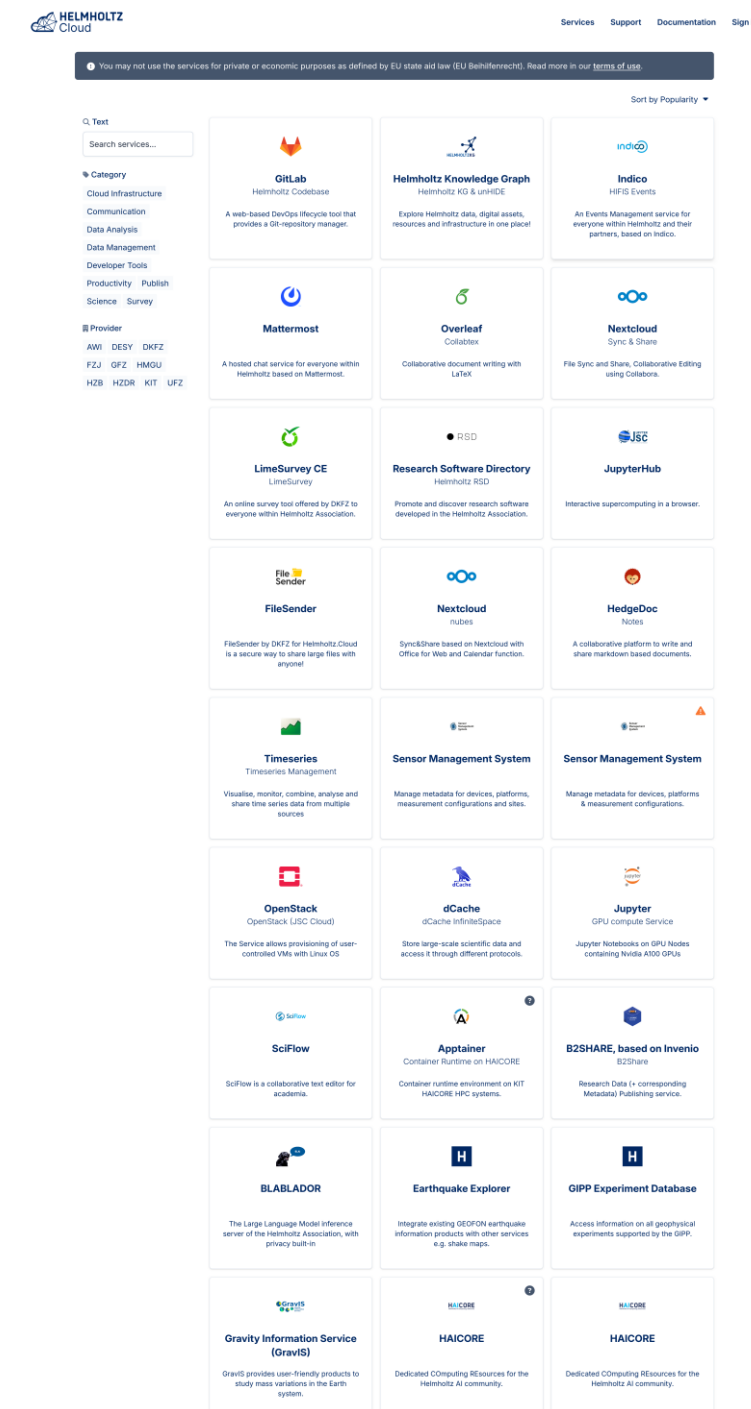 HELMHOLTZ
Cloud
Services Support Documentation Sign
You may not use the services for private or economic purposes as defined by EU state aid law (EU Beihilfenrecht). Read more in our terms of use.
Sort by Popularity
Text
Search services...
Category
Cloud Infrastructure
Communication
Data Analysis
Data Management
Developer Tools
Productivity Publish
Science Survey
Provider
AWI DESY DKFZ
FZJ GFZ HMGU
HZB HZDR KIT UFZ
GitLab
Helmholtz Codebase
A web-based DevOps lifecycle tool that
provides a Git-repository manager.
Helmholtz Knowledge Graph
Helmholtz KG & unHIDE
Explore Helmholtz data, digital assets,
resources and infrastructure in one place!
indico
Indico
HIFIS Events
An Events Management service for
everyone within Helmholtz and their
partners, based on Indico.
Mattermost
A hosted chat service for everyone within
Helmholtz based on Mattermost.
Overleaf
Collabtex
Collaborative document writing with
LaTeX
Nextcloud
Sync & Share
File Sync and Share, Collaborative Editing
using Collabora.
LimeSurvey CE
LimeSurvey
An online survey tool offered by DKFZ to
everyone within Helmholtz Association.
RSD
Research Software Directory
Helmholtz RSD
Promote and discover research software
developed in the Helmholtz Association.
JSC
JupyterHub
Interactive supercomputing in a browser.
File
Sender
FileSender
FileSender by DKFZ for Helmholtz.Cloud
is a secure way to share large files with
anyone!
Nextcloud
nubes
Sync&Share based on Nextcloud with
Office for Web and Calendar function.
HedgeDoc
Notes
A collaborative platform to write and
share markdown based documents.
Timeseries
Timeseries Management
Visualise, monitor, combine, analyse and
share time series data from multiple
sources
Sensor Management System
Manage metadata for devices, platforms,
measurement configurations and sites.
Sensor Management System
Manage metadata for devices, platforms
& measurement configurations.
OpenStack
OpenStack (JSC Cloud)
The Service allows provisioning of user-
controlled VMs with Linux OS
dCache
dCache
dCache InfiniteSpace
Store large-scale scientific data and
access it through different protocols.
jupyter
Jupyter
GPU compute Service
Jupyter Notebooks on GPU Nodes
containing Nvidia A100 GPUs
SciFlow
SciFlow
SciFlow is a collaborative text editor for
academia.
Apptainer
Container Runtime on HAICORE
Container runtime environment on KIT
HAICORE HPC systems.
B2SHARE, based on Invenio
B2Share
Research Data (+ corresponding
Metadata) Publishing service.
BLABLADOR
The Large Language Model inference
server of the Helmholtz Association, with
privacy built-in
H
Earthquake Explorer
Integrate existing GEOFON earthquake
information products with other services
e.g. shake maps.
H
GIPP Experiment Database
Access information on all geophysical
experiments supported by the GIPP.
GravIS
Gravity Information Service
(GravIS)
GravIS provides user-friendly products to
study mass variations in the Earth
system.
HAICORE
HAICORE
Dedicated COmputing REsources for the
Helmholtz AI community.
HAICORE
HAICORE
Dedicated COmputing REsources for the
Helmholtz AI community.